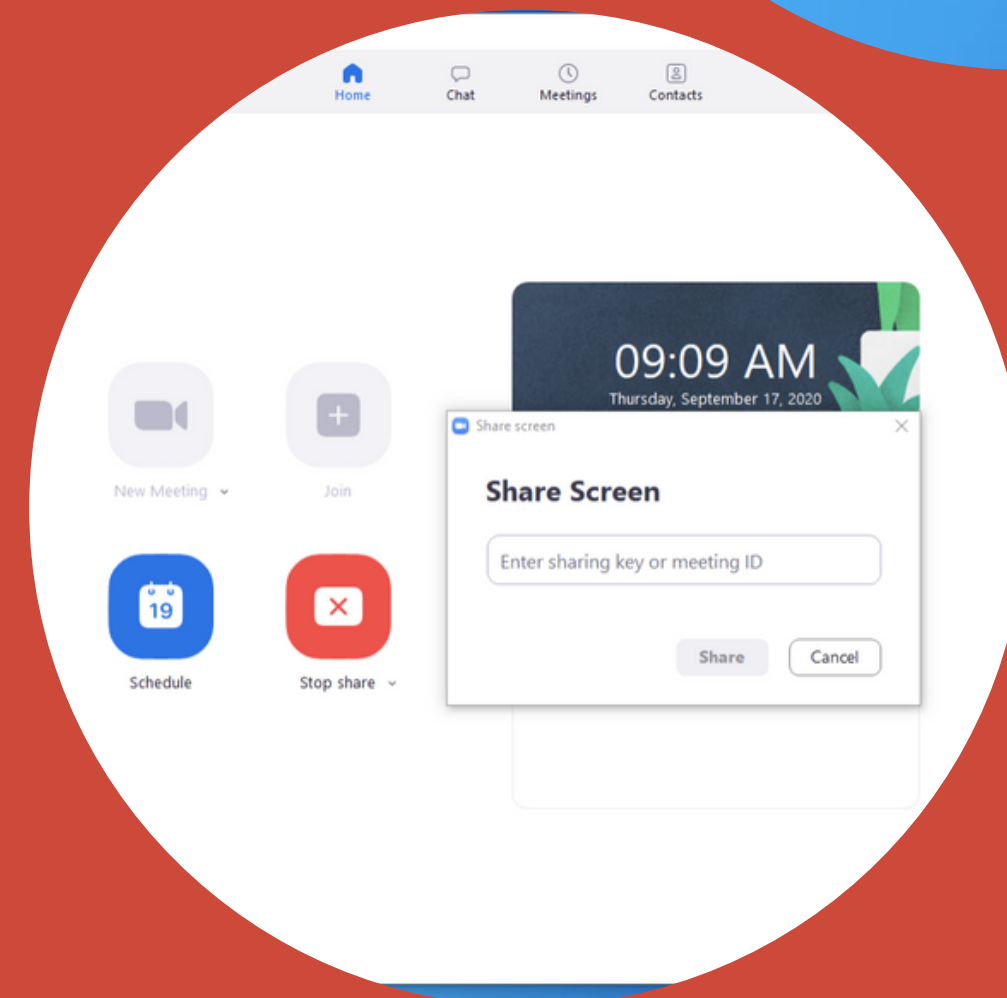 Home
Chat
Meetings
Contacts
09:09 AM
Thursday, September 17, 2020
Share screen
Share Screen
Enter sharing key or meeting ID
Share
Cancel
New Meeting
Join
19
Schedule
Stop share